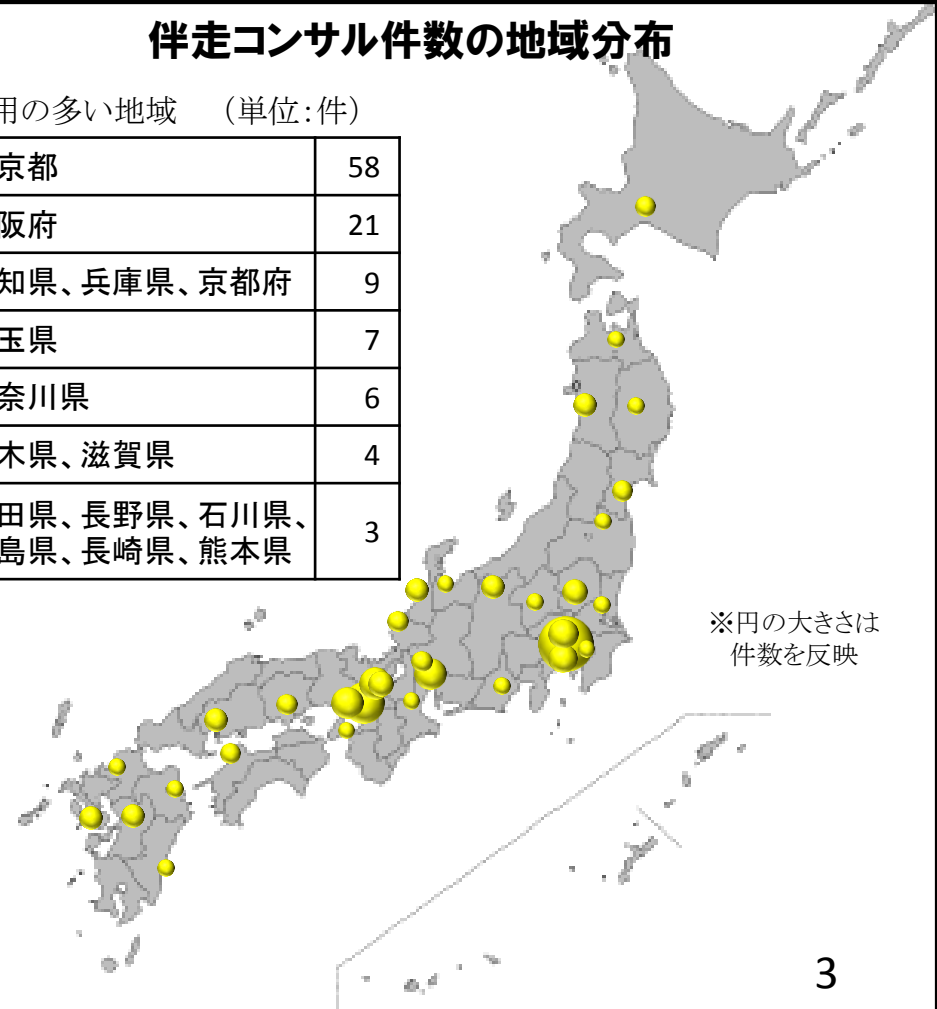 伴走コンサル件数の地域分布
用の多い地域 （単位:件）
京都 58
阪府 21
知県、兵庫県、京都府 9
玉県 7
奈川県 6
木県、滋賀県 4
田県、長野県、石川県、
島県、長崎県、熊本県 3
※円の大きさは
件数を反映
3